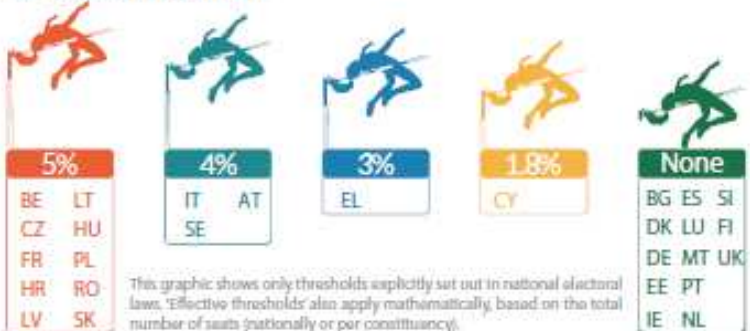 5%
BE LT
CZ HU
FR PL
HR RO
LV SK
4%
IT AT
SE
3%
EL
1.8%
CY
None
BG ES SI
DK LU FI
DE MT UK
EE PT
IE NL
This graphic shows only thresholds explicitly set out in national electoral
laws. 'Effective thresholds' also apply mathematically, based on the total
number of seats (nationally or per constituency).